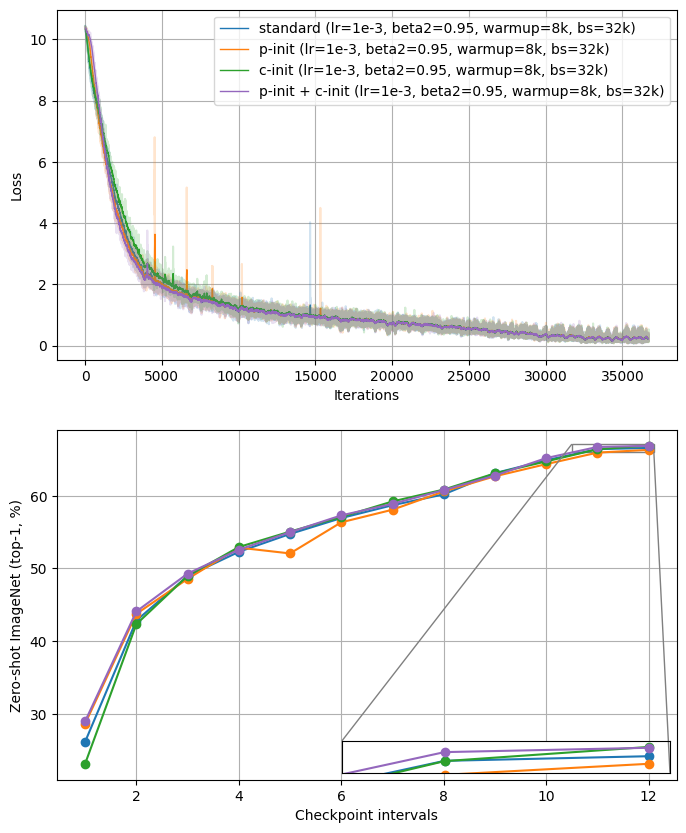 standard (lr=1e-3, beta2=0.95, warmup=8k, bs=32k)
p-init (lr=1e-3, beta2=0.95, warmup=8k, bs=32k)
c-init (lr=1e-3, beta2=0.95, warmup=8k, bs=32k)
p-init + c-init (lr=1e-3, beta2=0.95, warmup=8k, bs=32k)
Loss
10
8
6
4
2
0
0 5000 10000 15000 20000 25000 30000 35000
Iterations
Zero-shot ImageNet (top-1, %)
60
50
40
30
2 4 6 8 10 12
Checkpoint intervals